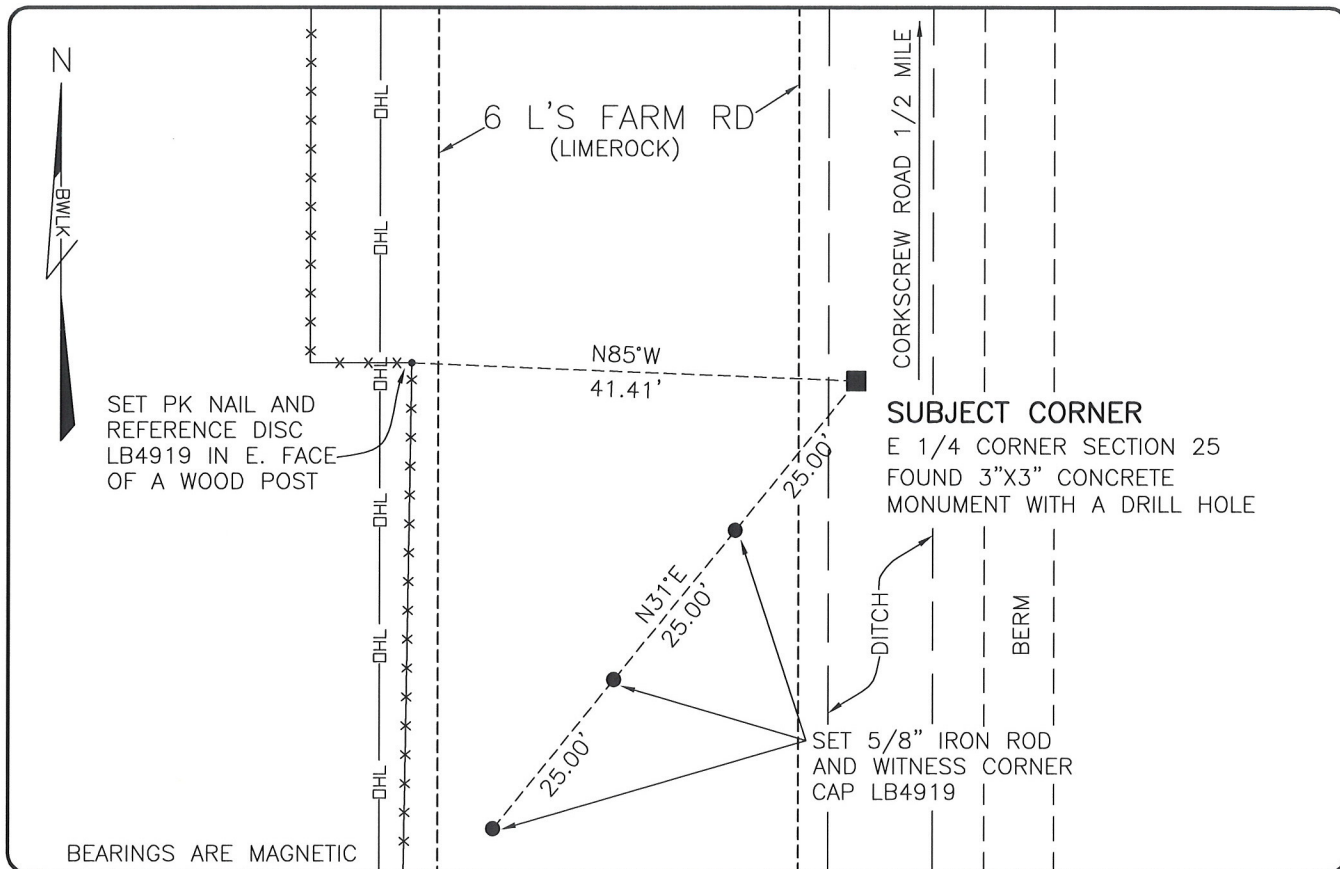 N
BWLK
6 L'S FARM RD
(LIMEROCK)
CORKSCREW ROAD 1/2 MILE
OHL
OHL
OHL
OHL
OHL
OHL
N85°W
41.41'
SET PK NAIL AND
REFERENCE DISC
LB4919 IN E. FACE
OF A WOOD POST
SUBJECT CORNER
E 1/4 CORNER SECTION 25
FOUND 3"X3" CONCRETE
MONUMENT WITH A DRILL HOLE
25.00'
N31°E
25.00'
25.00'
DITCH
BERM
SET 5/8" IRON ROD
AND WITNESS CORNER
CAP LB4919
BEARINGS ARE MAGNETIC